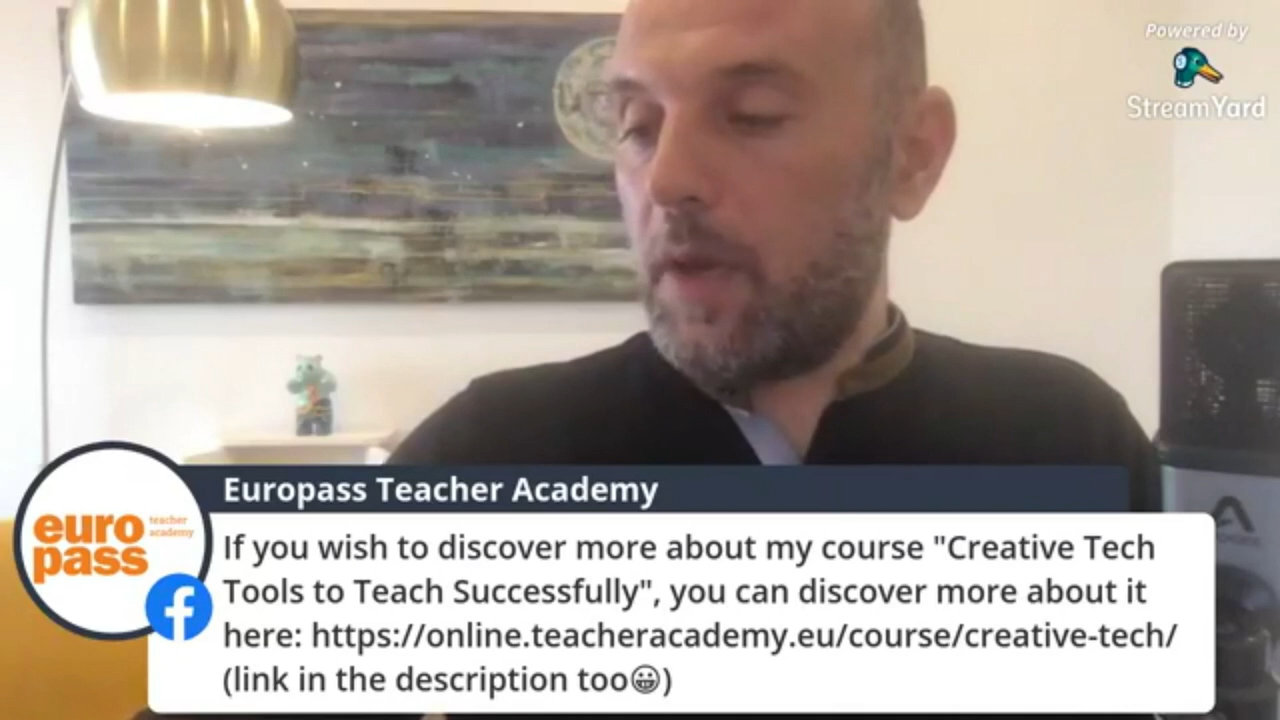 Powered by
StreamYard
Europass Teacher Academy
euro
pass
teacher
academy
If you wish to discover more about my course "Creative Tech
Tools to Teach Successfully", you can discover more about it
here: https://online.teacheracademy.eu/course/creative-tech/
(link in the description too😀)